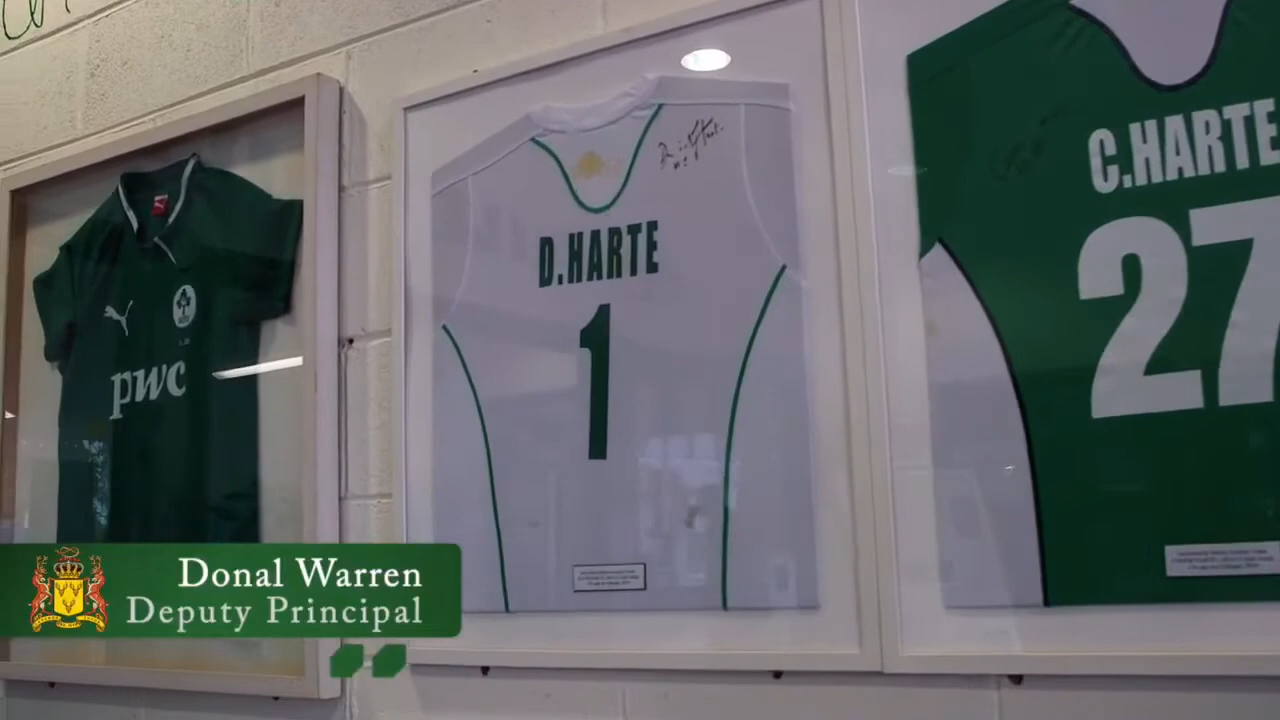 pwc
D.HARTE
1
C.HARTE
27
Donal Warren
Deputy Principal